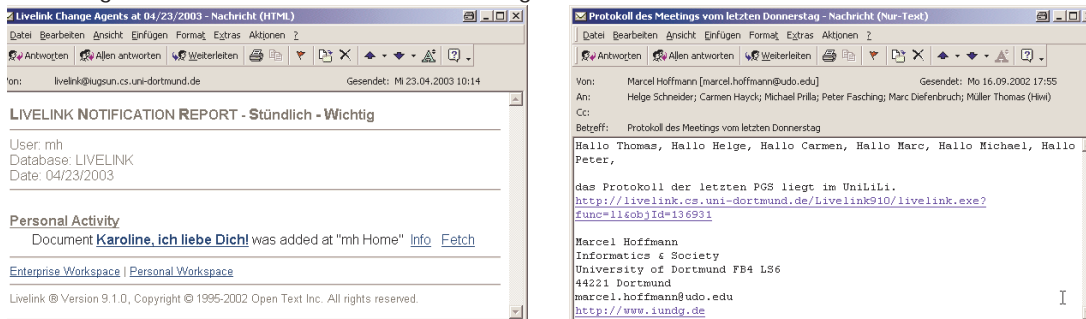 Livelink Change Agents at 04/23/2003 - Nachricht (HTML)
Datei Bearbeiten Ansicht Einfügen Format Extras Aktionen ?
Antworten Allen antworten Weiterleiten
Von: livelink@iugsun.cs.uni-dortmund.de Gesendet: Mi 23.04.2003 10:14
LIVELINK NOTIFICATION REPORT - Stündlich - Wichtig
User: mh
Database: LIVELINK
Date: 04/23/2003
Personal Activity
Document Karoline, ich liebe Dich! was added at "mh Home" Info Fetch
Enterprise Workspace | Personal Workspace
Livelink ® Version 9.1.0, Copyright © 1995-2002 Open Text Inc. All rights reserved.
Protokoll des Meetings vom letzten Donnerstag - Nachricht (Nur-Text)
Datei Bearbeiten Ansicht Einfügen Format Extras Aktionen ?
Antworten Allen antworten Weiterleiten
Von: Marcel Hoffmann [marcel.hoffmann@udo.edu] Gesendet: Mo 16.09.2002 17:55
An: Helge Schneider; Carmen Hayck; Michael Prilla; Peter Fasching; Marc Diefenbruch; Müller Thomas (Hiwi)
Cc:
Betreff: Protokoll des Meetings vom letzten Donnerstag
Hallo Thomas, Hallo Helge, Hallo Carmen, Hallo Marc, Hallo Michael, Hallo
Peter,
das Protokoll der letzten PGS liegt im UniLiLi.
http://livelink.cs.uni-dortmund.de/Livelink910/livelink.exe?
func=ll&objId=136931
Marcel Hoffmann
Informatics & Society
University of Dortmund FB4 LS6
44221 Dortmund
marcel.hoffmann@udo.edu
http://www.iundg.de